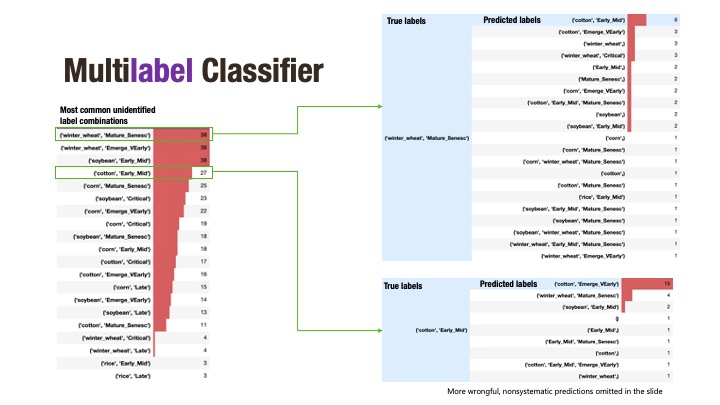 Multilabel Classifier
Most common unidentified
label combinations
('winter_wheat', 'Mature_Senesc') 38
('winter_wheat', 'Emerge_VEarly') 38
('soybean', 'Early_Mid') 38
('cotton', 'Early_Mid') 27
('corn', 'Mature_Senesc') 25
('soybean', 'Critical') 23
('corn', 'Emerge_VEarly') 22
('corn', 'Critical') 19
('soybean', 'Mature_Senesc') 18
('corn', 'Early_Mid') 18
('cotton', 'Critical') 17
('cotton', 'Emerge_VEarly') 16
('corn', 'Late') 15
('soybean', 'Emerge_VEarly') 14
('soybean', 'Late') 13
('cotton', 'Mature_Senesc') 11
('winter_wheat', 'Critical') 4
('winter_wheat', 'Late') 4
('rice', 'Early_Mid') 3
('rice', 'Late') 3
True labels Predicted labels ('cotton', 'Early_Mid') 6
('cotton', 'Emerge_VEarly') 3
('winter_wheat',) 3
('winter_wheat', 'Critical') 3
('Early_Mid',) 2
('Mature_Senesc',) 2
('corn', 'Emerge_VEarly') 2
('cotton', 'Early_Mid', 'Mature_Senesc') 2
('soybean',) 2
('soybean', 'Early_Mid') 2
('winter_wheat', 'Mature_Senesc') ('corn',) 1
('corn', 'Mature_Senesc') 1
('corn', 'winter_wheat', 'Mature_Senesc') 1
('cotton',) 1
('cotton', 'Mature_Senesc') 1
('rice', 'Early_Mid') 1
('soybean', 'Early_Mid', 'Mature_Senesc') 1
('soybean', 'Mature_Senesc') 1
('soybean', 'winter_wheat', 'Mature_Senesc') 1
('winter_wheat', 'Early_Mid', 'Mature_Senesc') 1
('winter_wheat', 'Emerge_VEarly') 1
True labels Predicted labels ('cotton', 'Emerge_VEarly') 15
('winter_wheat', 'Mature_Senesc') 4
('soybean', 'Early_Mid') 2
() 1
('cotton', 'Early_Mid') ('Early_Mid',) 1
('Early_Mid', 'Mature_Senesc') 1
('cotton',) 1
('cotton', 'Early_Mid', 'Emerge_VEarly') 1
('winter_wheat',) 1
More wrongful, nonsystematic predictions omitted in the slide